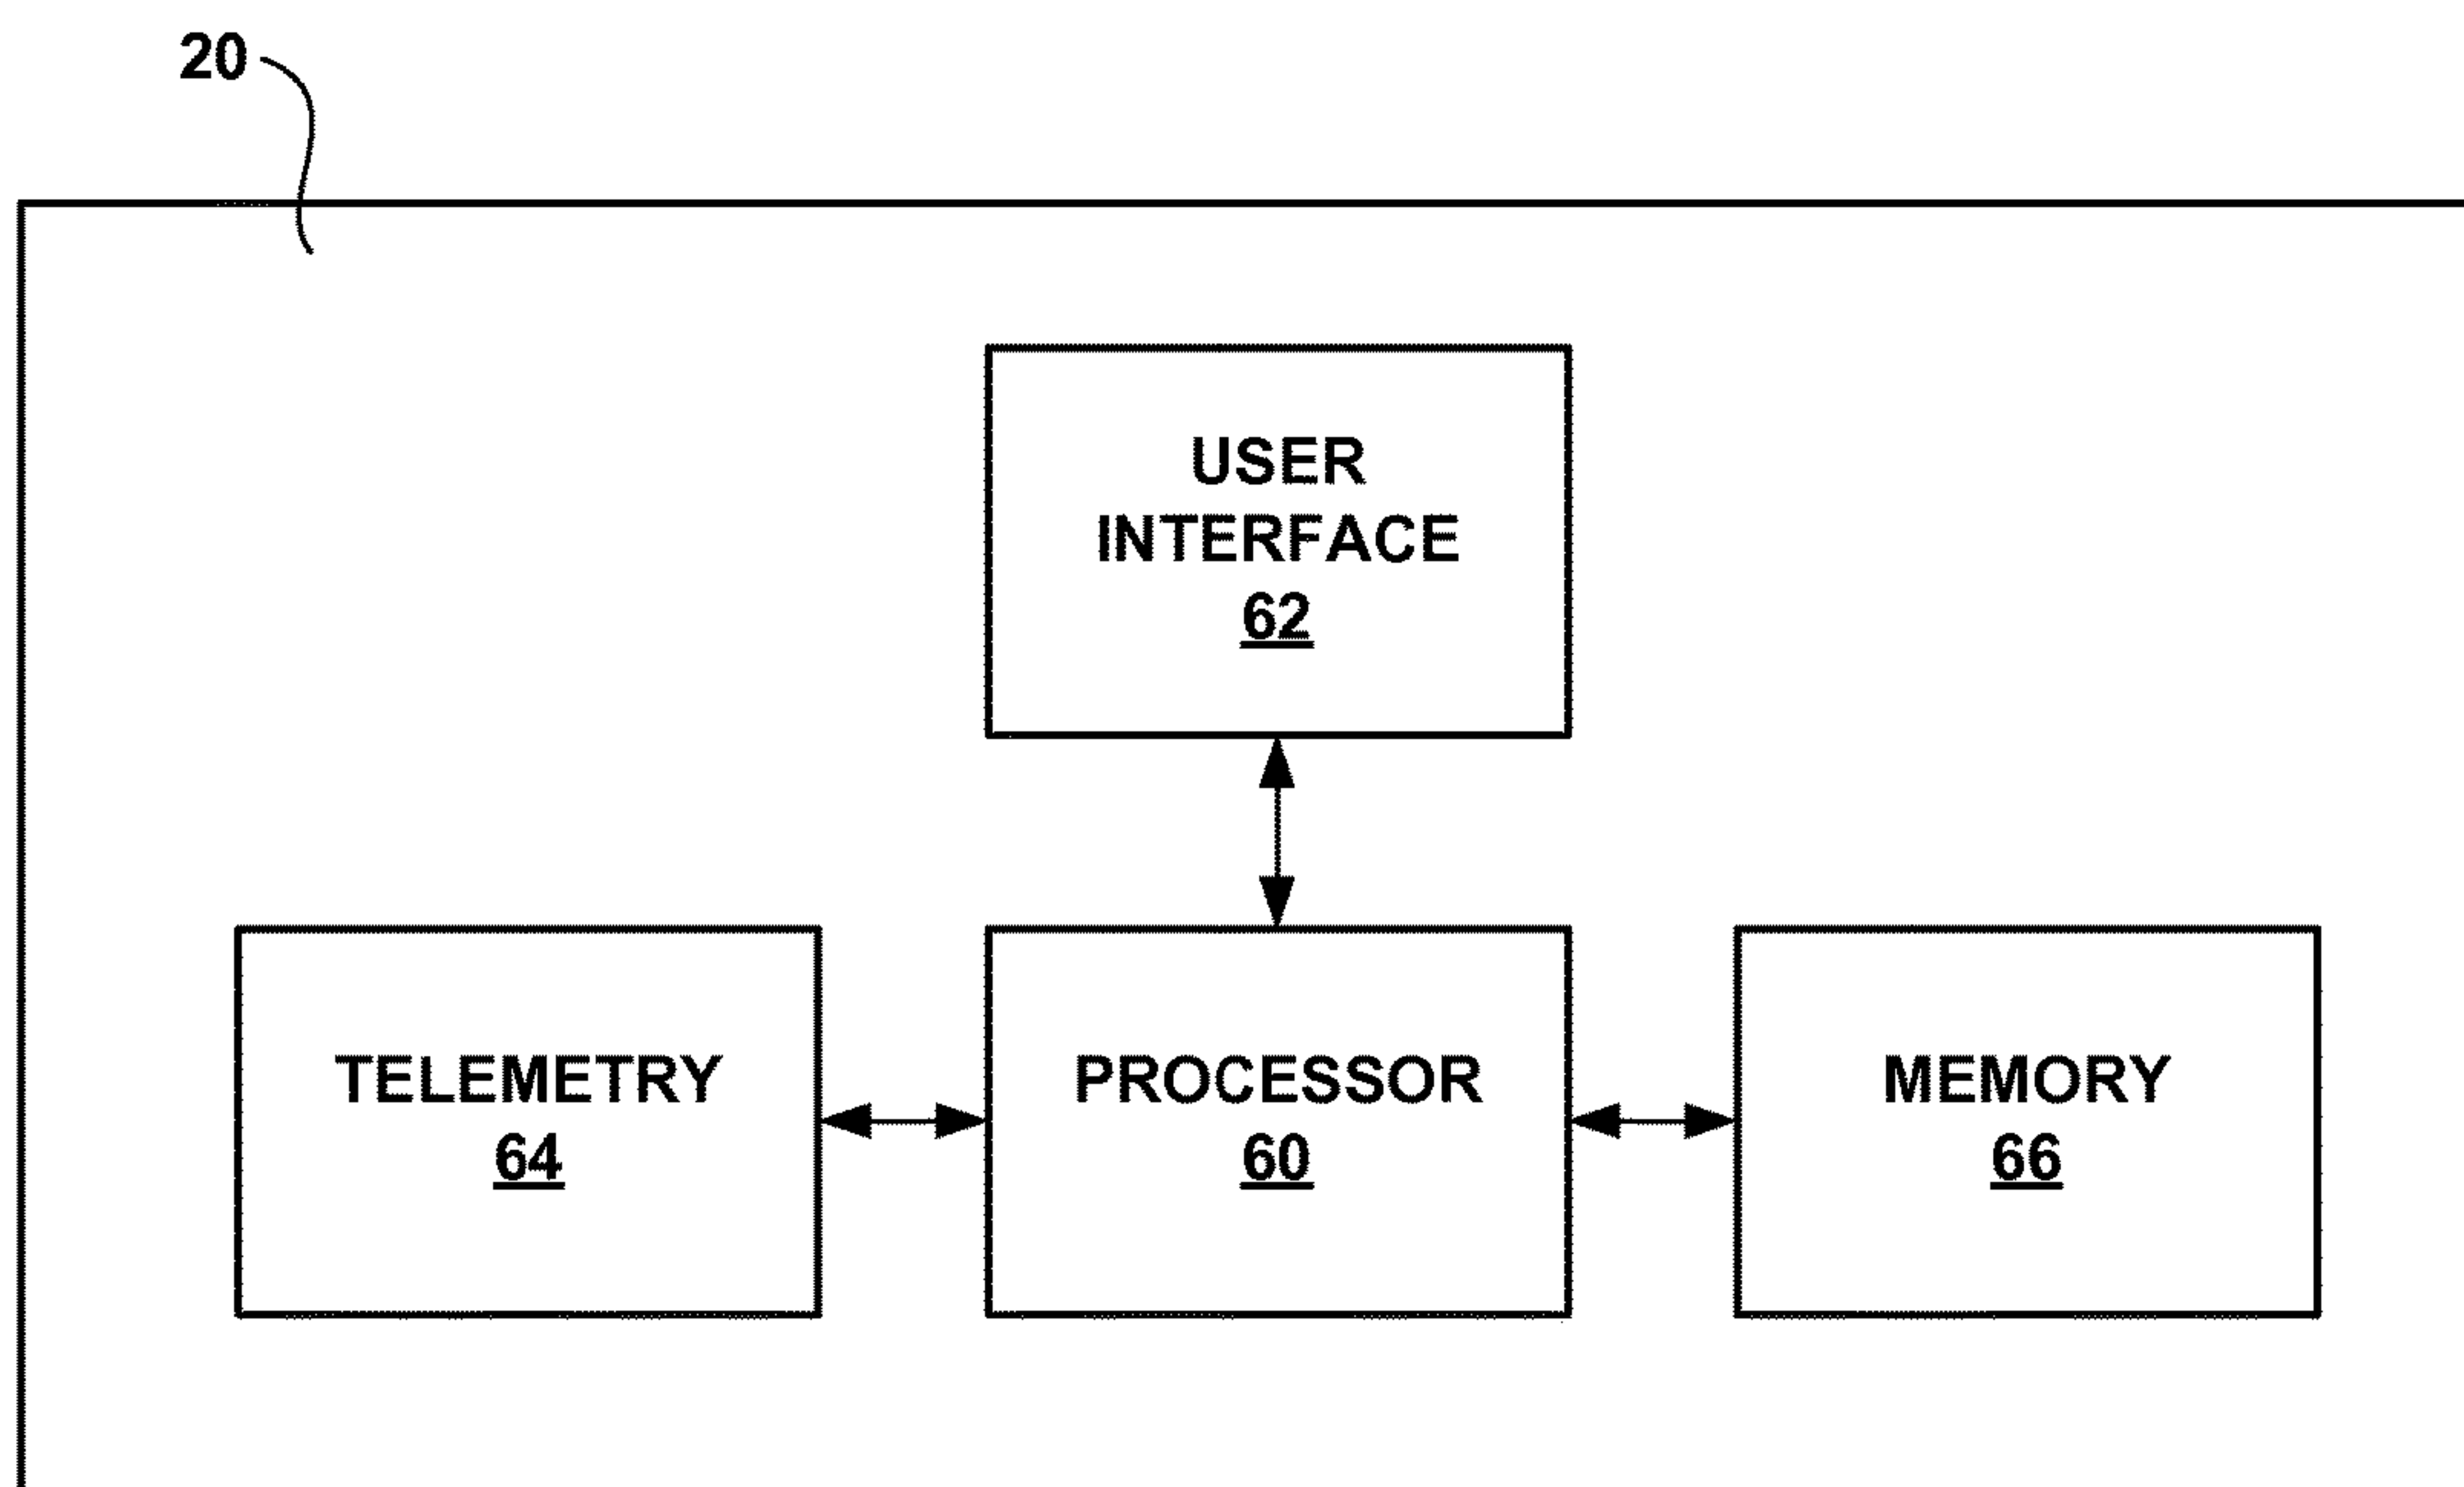 20
USER
INTERFACE
62
TELEMETRY
64
PROCESSOR
60
MEMORY
66